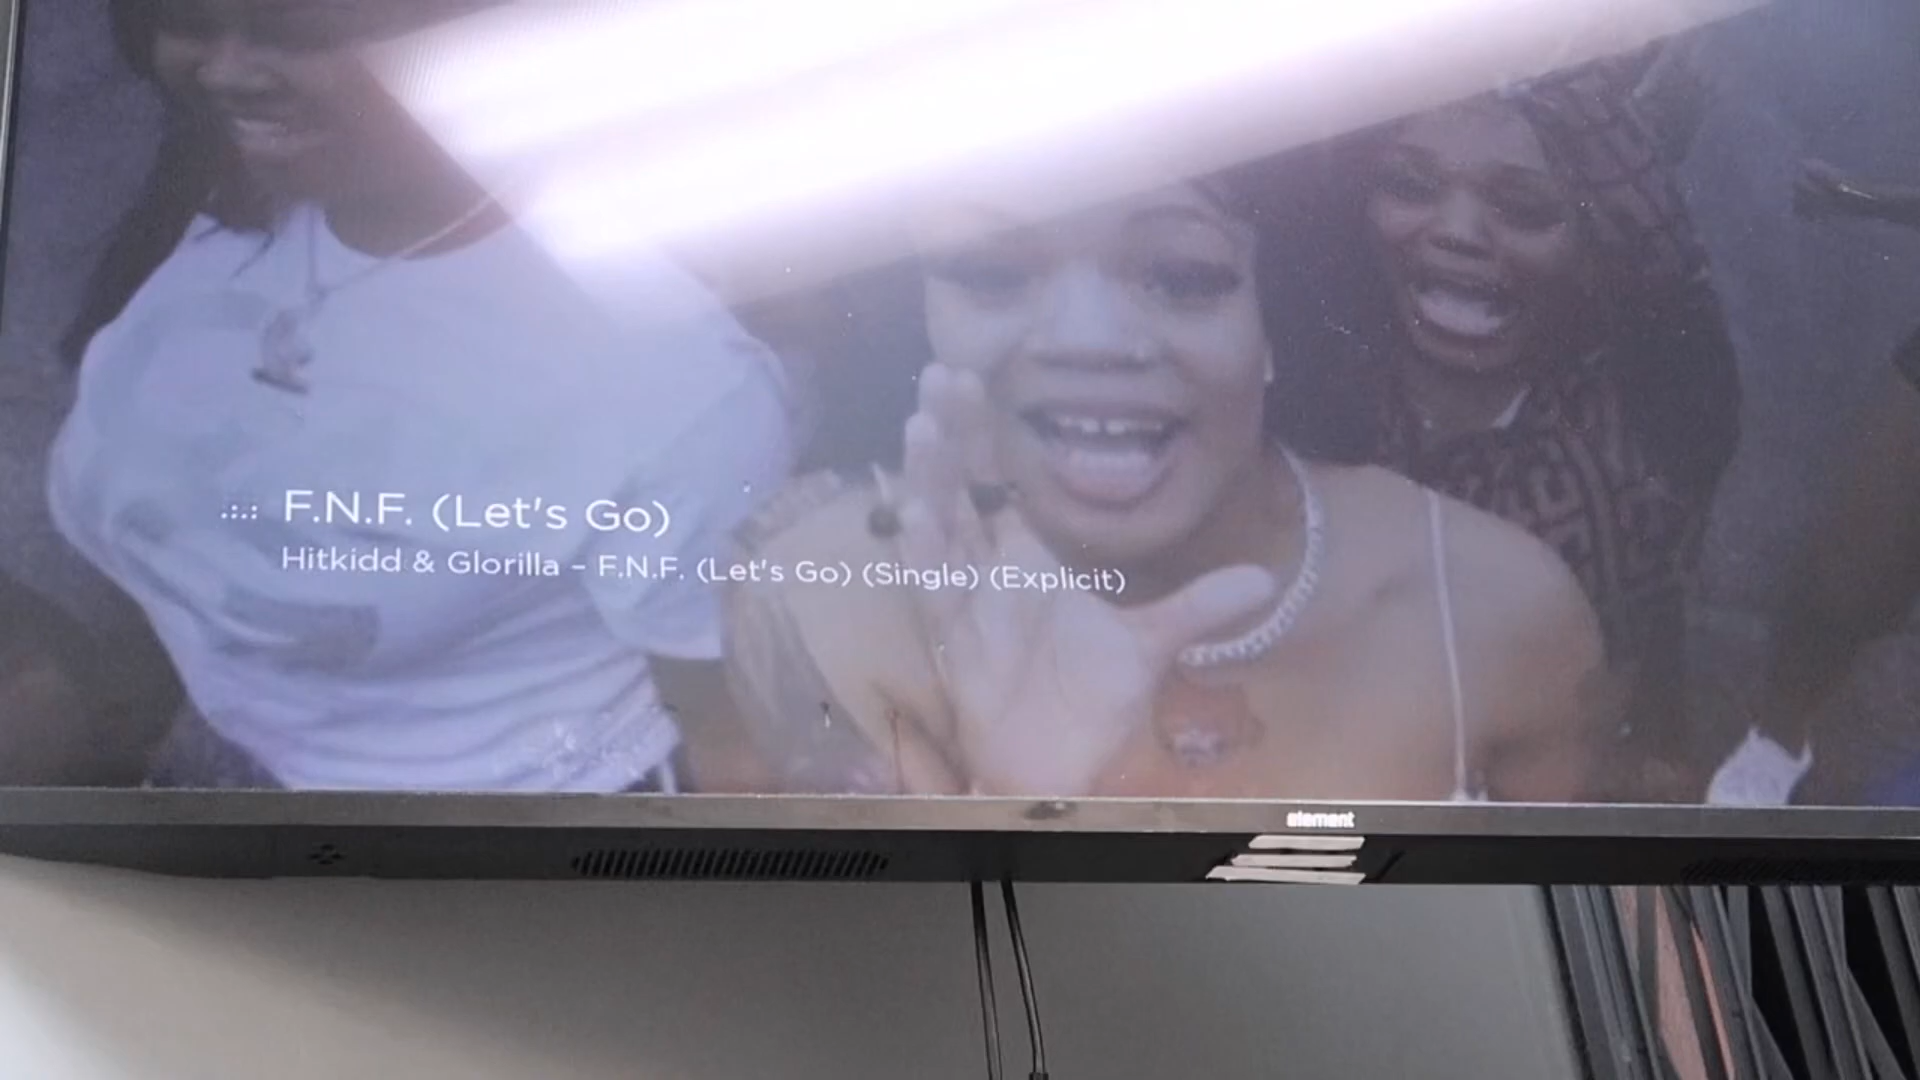 F.N.F. (Let's Go)
Hitkidd & Glorilla - F.N.F. (Let's Go) (Single) (Explicit)
element